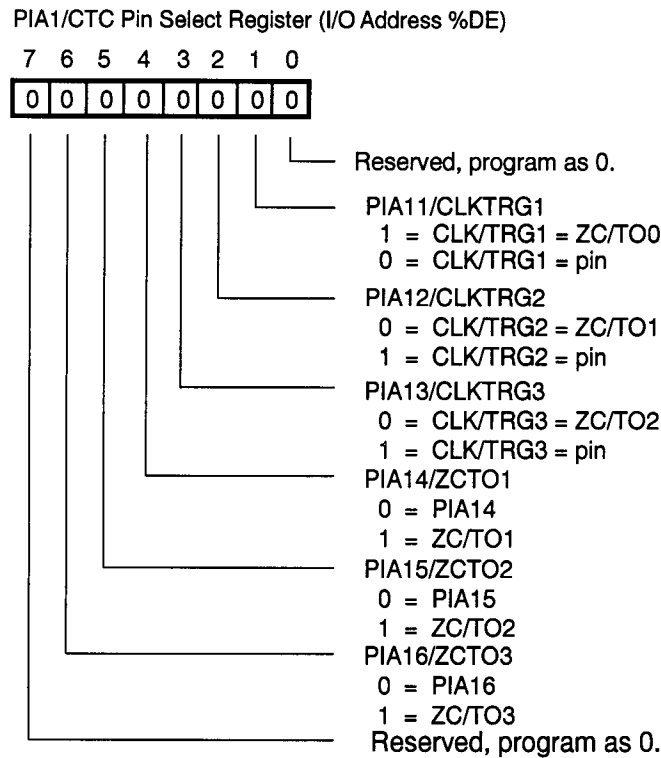 PIA1/CTC Pin Select Register (I/O Address %DE)
7 6 5 4 3 2 1 0
0 0 0 0 0 0 0 0
Reserved, program as 0.
PIA11/CLKTRG1
1 = CLK/TRG1 = ZC/TO0
0 = CLK/TRG1 = pin
PIA12/CLKTRG2
0 = CLK/TRG2 = ZC/TO1
1 = CLK/TRG2 = pin
PIA13/CLKTRG3
0 = CLK/TRG3 = ZC/TO2
1 = CLK/TRG3 = pin
PIA14/ZCTO1
0 = PIA14
1 = ZC/TO1
PIA15/ZCTO2
0 = PIA15
1 = ZC/TO2
PIA16/ZCTO3
0 = PIA16
1 = ZC/TO3
Reserved, program as 0.